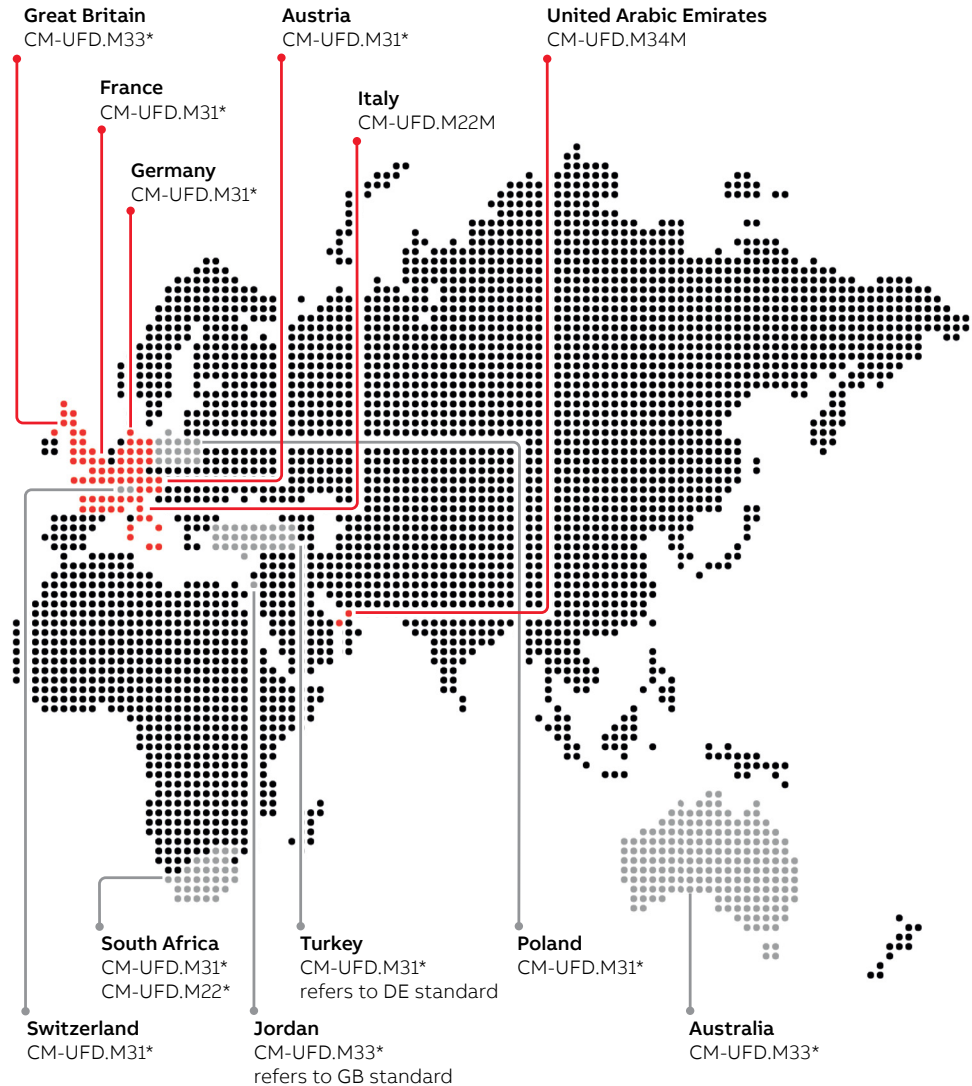 Great Britain
CM-UFD.M33*
Austria
CM-UFD.M31*
United Arabic Emirates
CM-UFD.M34M
France
CM-UFD.M31*
Italy
CM-UFD.M22M
Germany
CM-UFD.M31*
South Africa
CM-UFD.M31*
CM-UFD.M22*
Turkey
CM-UFD.M31*
refers to DE standard
Poland
CM-UFD.M31*
Switzerland
CM-UFD.M31*
Jordan
CM-UFD.M33*
refers to GB standard
Australia
CM-UFD.M33*